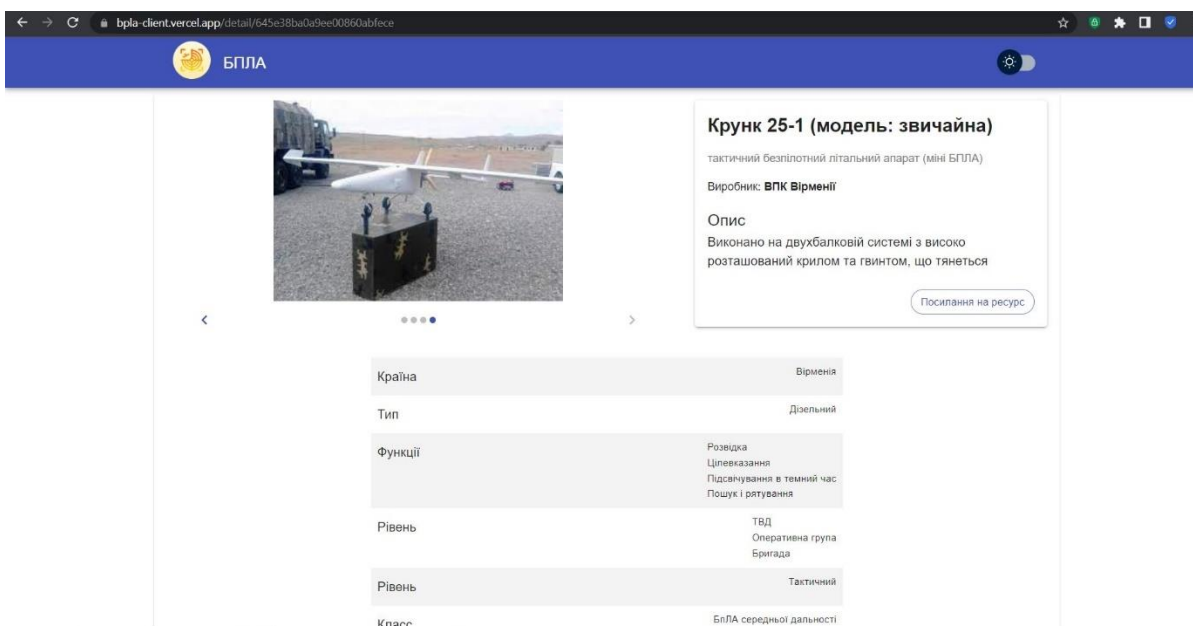 bpla-client.vercel.app/detail/645e38ba0a9ee00860abfece
БПЛА
Крунк 25-1 (модель: звичайна)
тактичний безпілотний літальний апарат (міні БПЛА)
Виробник: ВПК Вірменії
Опис
Виконано на двухбалковій системі з високо
розташований крилом та гвинтом, що тянеться
Посилання на ресурс
Країна
Вірменія
Тип
Дізельний
Функції
Розвідка
Цілевказання
Підсвічування в темний час
Пошук і рятування
Рівень
ТВД
Оперативна група
Бригада
Рівень
Тактичний
Класс
БпЛА середньої дальності